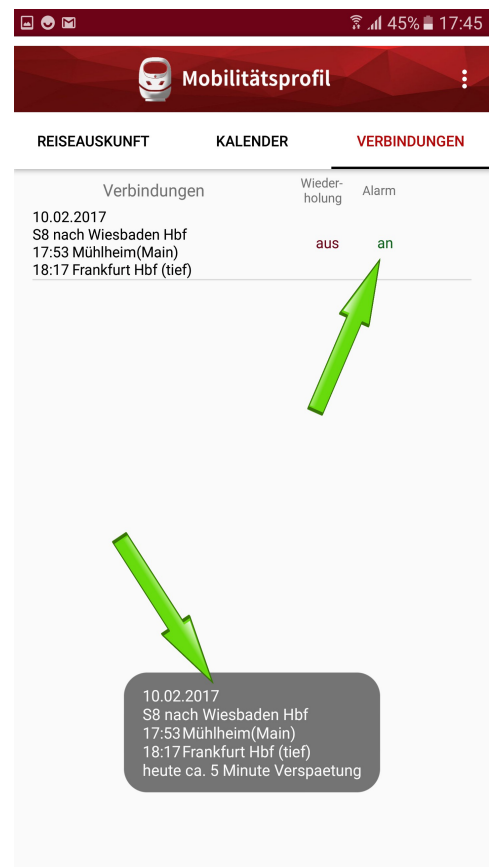 45% 17:45
Mobilitätsprofil
REISEAUSKUNFT KALENDER VERBINDUNGEN
Verbindungen Wieder-holung Alarm
10.02.2017
S8 nach Wiesbaden Hbf
17:53 Mühlheim(Main) aus an
18:17 Frankfurt Hbf (tief)
10.02.2017
S8 nach Wiesbaden Hbf
17:53 Mühlheim(Main)
18:17 Frankfurt Hbf (tief)
heute ca. 5 Minute Verspaetung